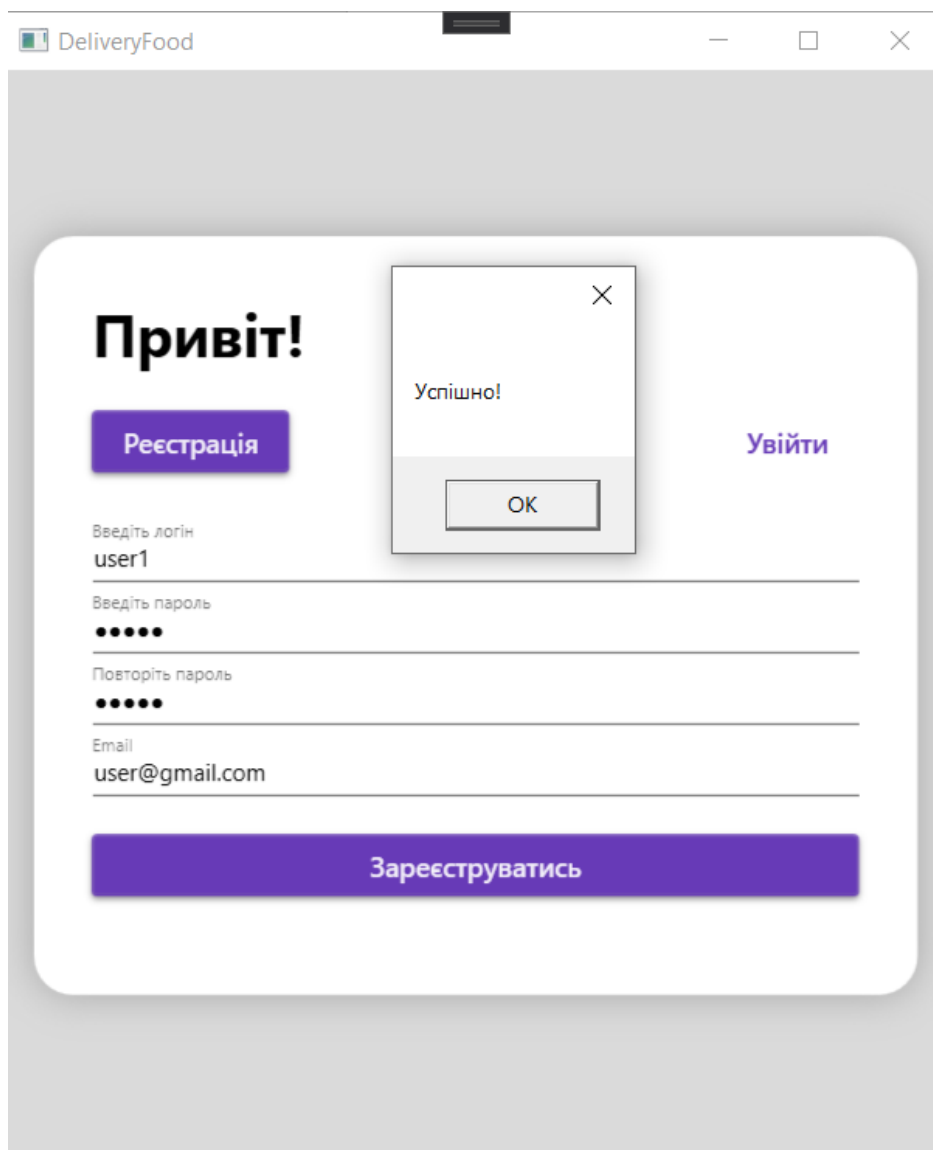 DeliveryFood
Привіт!
Успішно!
OK
Реєстрація
Увійти
Введіть логін
user1
Введіть пароль
•••••
Повторіть пароль
•••••
Email
user@gmail.com
Зареєструватись